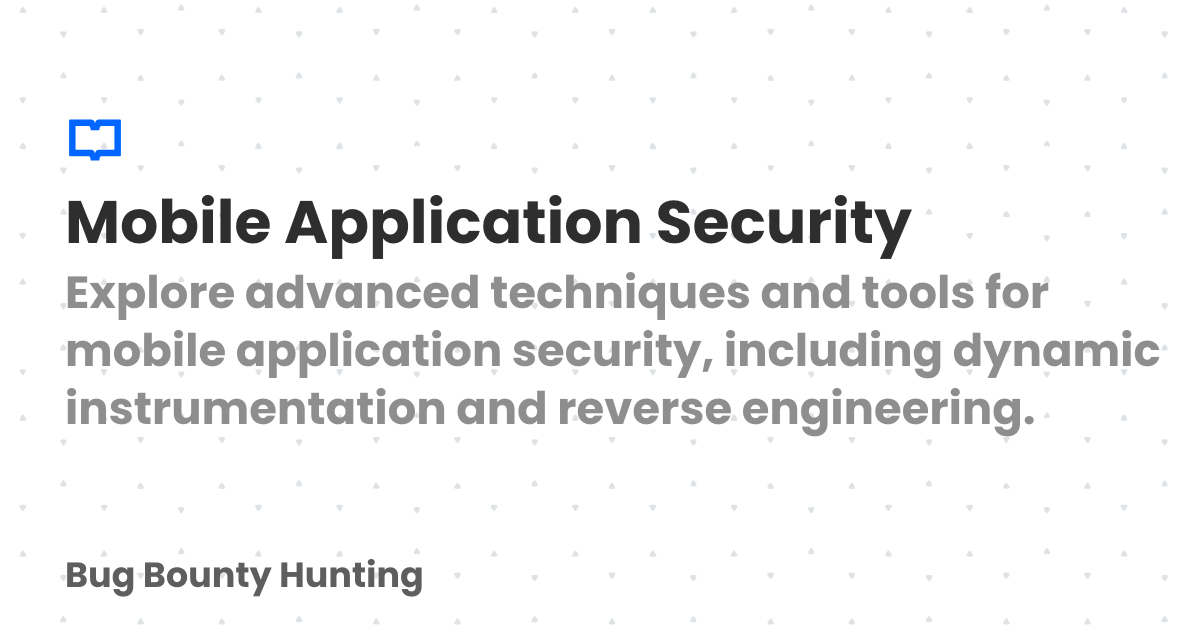 Mobile Application Security
Explore advanced techniques and tools for
mobile application security, including dynamic
instrumentation and reverse engineering.
Bug Bounty Hunting